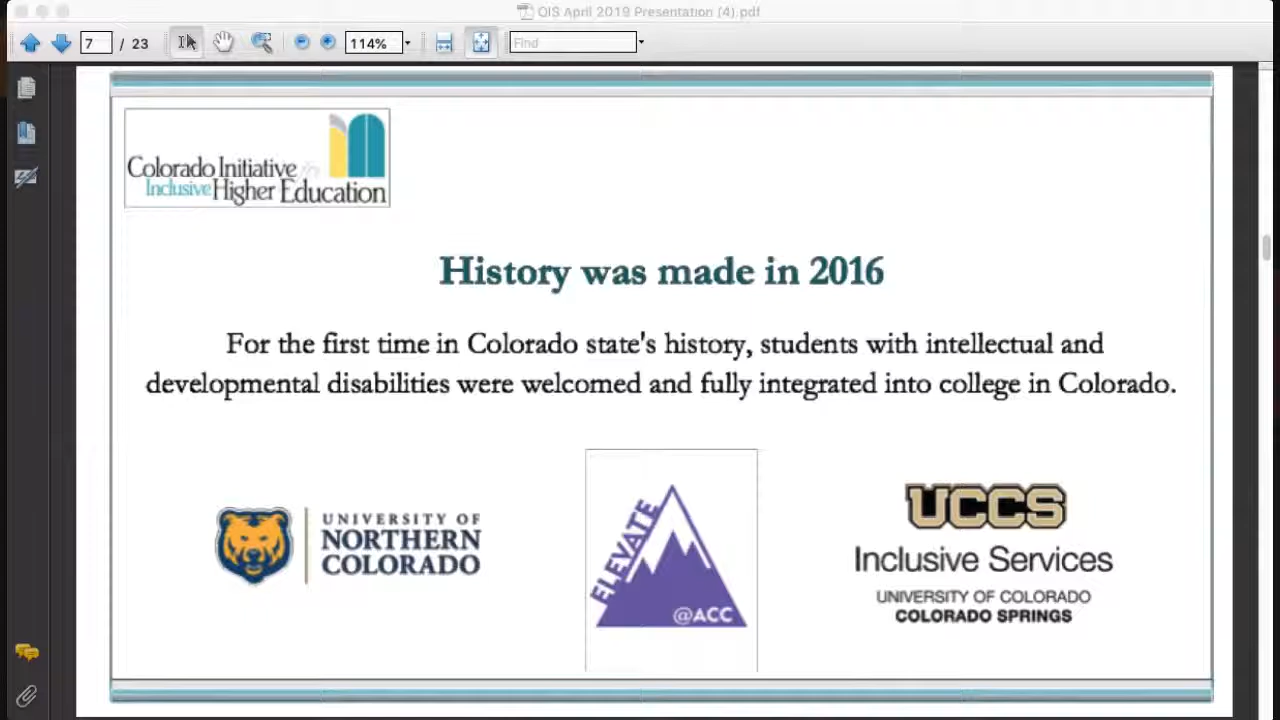 QIS April 2019 Presentation (4).pdf
7 / 23
114%
Find
Colorado Initiative for
Inclusive Higher Education
History was made in 2016
For the first time in Colorado state's history, students with intellectual and
developmental disabilities were welcomed and fully integrated into college in Colorado.
UNIVERSITY OF
NORTHERN
COLORADO
ELEVATE
@ACC
UCCS
Inclusive Services
UNIVERSITY OF COLORADO
COLORADO SPRINGS